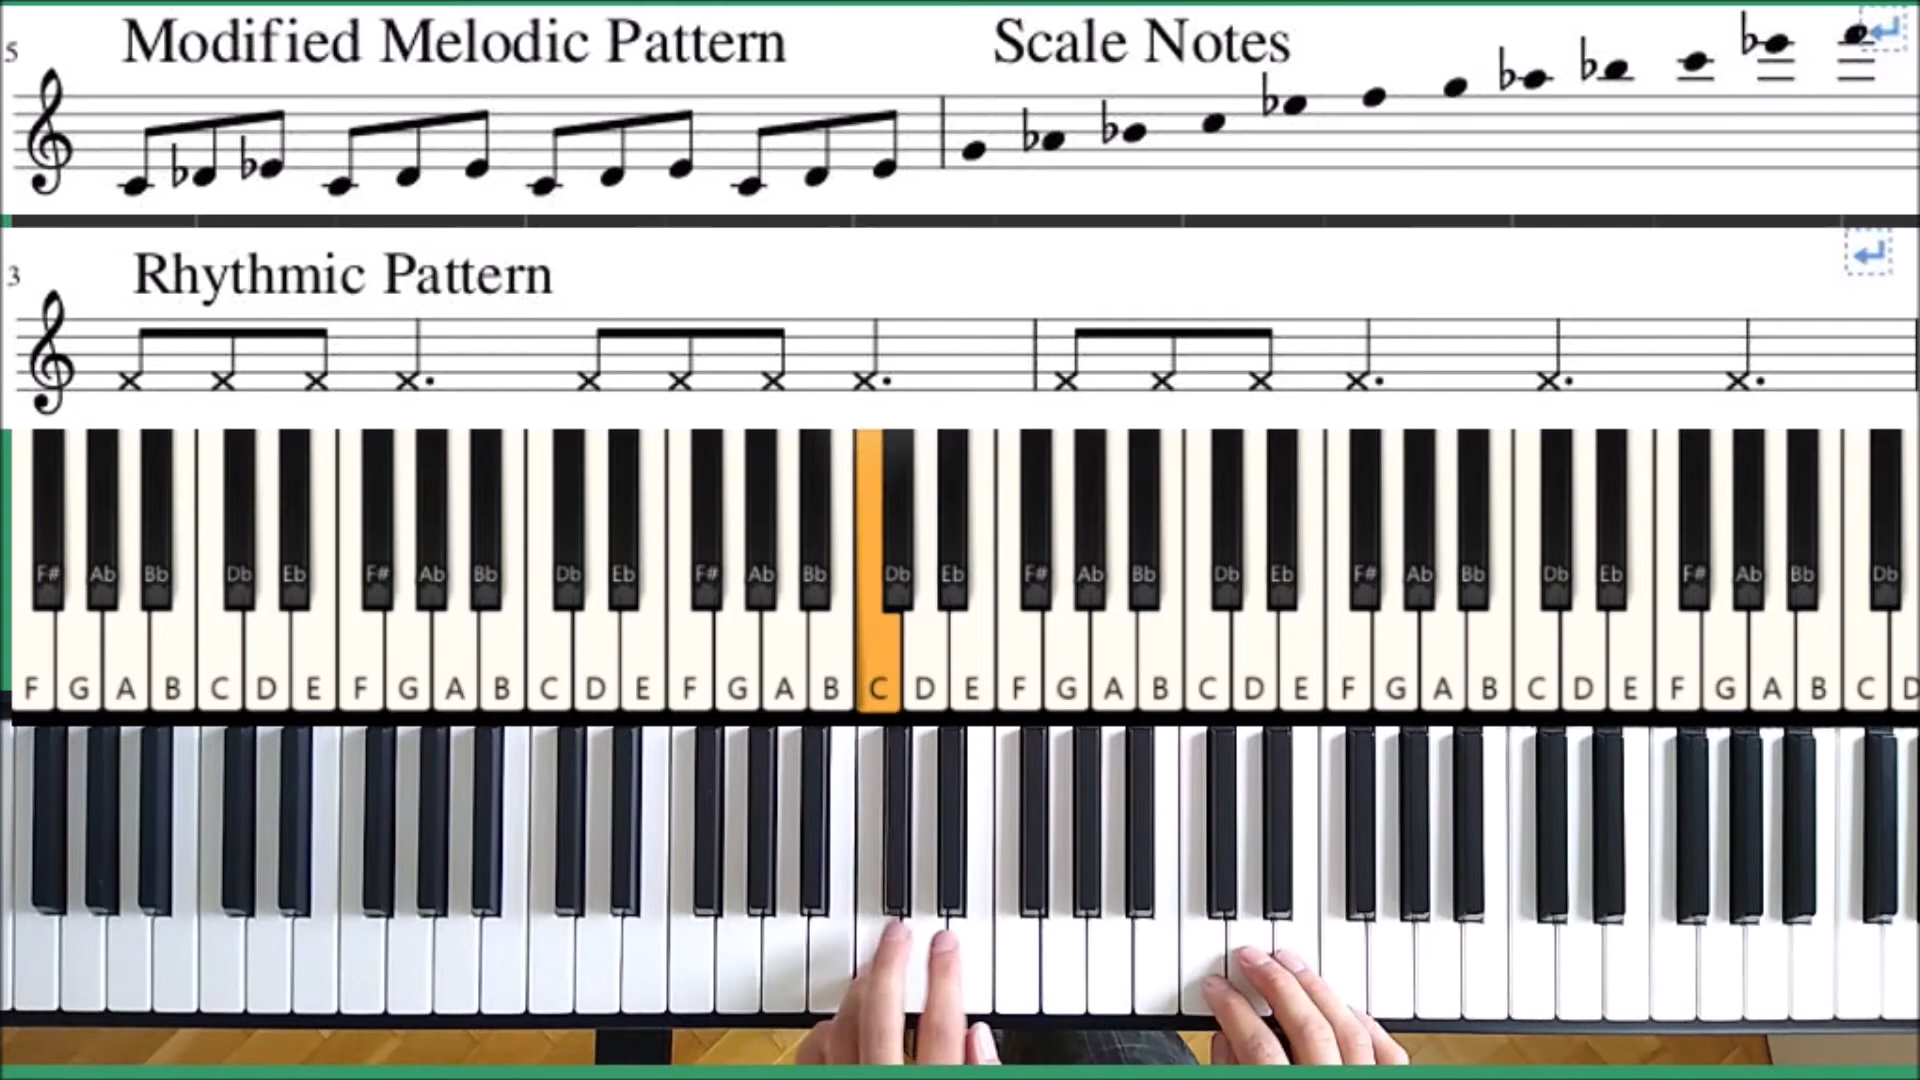 5 Modified Melodic Pattern Scale Notes
3 Rhythmic Pattern
F# Ab Bb Db Eb F# Ab Bb Db Eb F# Ab Bb Db Eb F# Ab Bb Db Eb F# Ab Bb Db Eb F# Ab Bb Db
F G A B C D E F G A B C D E F G A B C D E F G A B C D E F G A B C D E F G A B C D